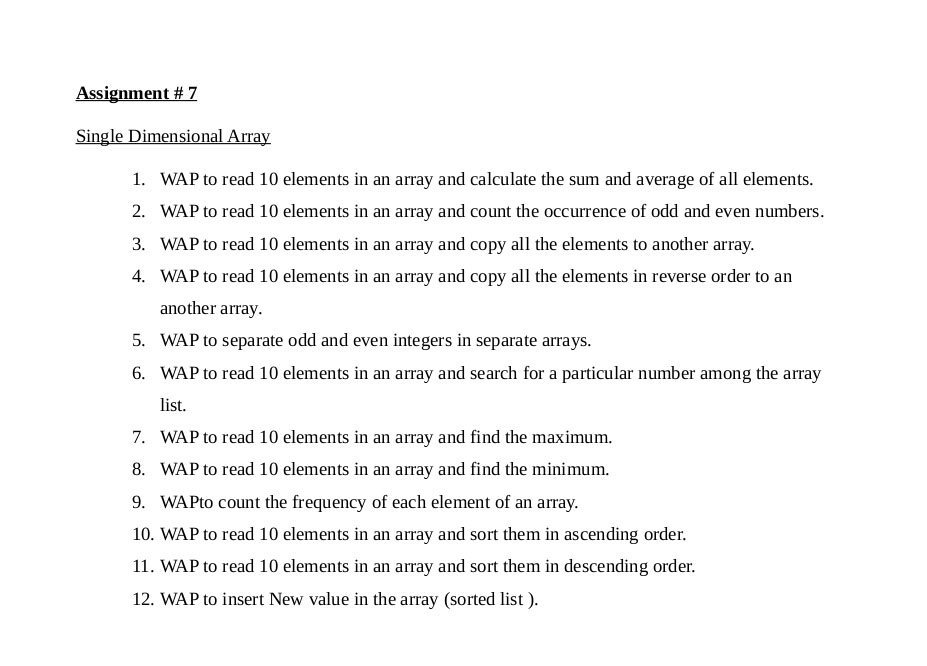 Assignment # 7
Single Dimensional Array
1. WAP to read 10 elements in an array and calculate the sum and average of all elements.
2. WAP to read 10 elements in an array and count the occurrence of odd and even numbers.
3. WAP to read 10 elements in an array and copy all the elements to another array.
4. WAP to read 10 elements in an array and copy all the elements in reverse order to an
another array.
5. WAP to separate odd and even integers in separate arrays.
6. WAP to read 10 elements in an array and search for a particular number among the array
list.
7. WAP to read 10 elements in an array and find the maximum.
8. WAP to read 10 elements in an array and find the minimum.
9. WAPto count the frequency of each element of an array.
10. WAP to read 10 elements in an array and sort them in ascending order.
11. WAP to read 10 elements in an array and sort them in descending order.
12. WAP to insert New value in the array (sorted list ).